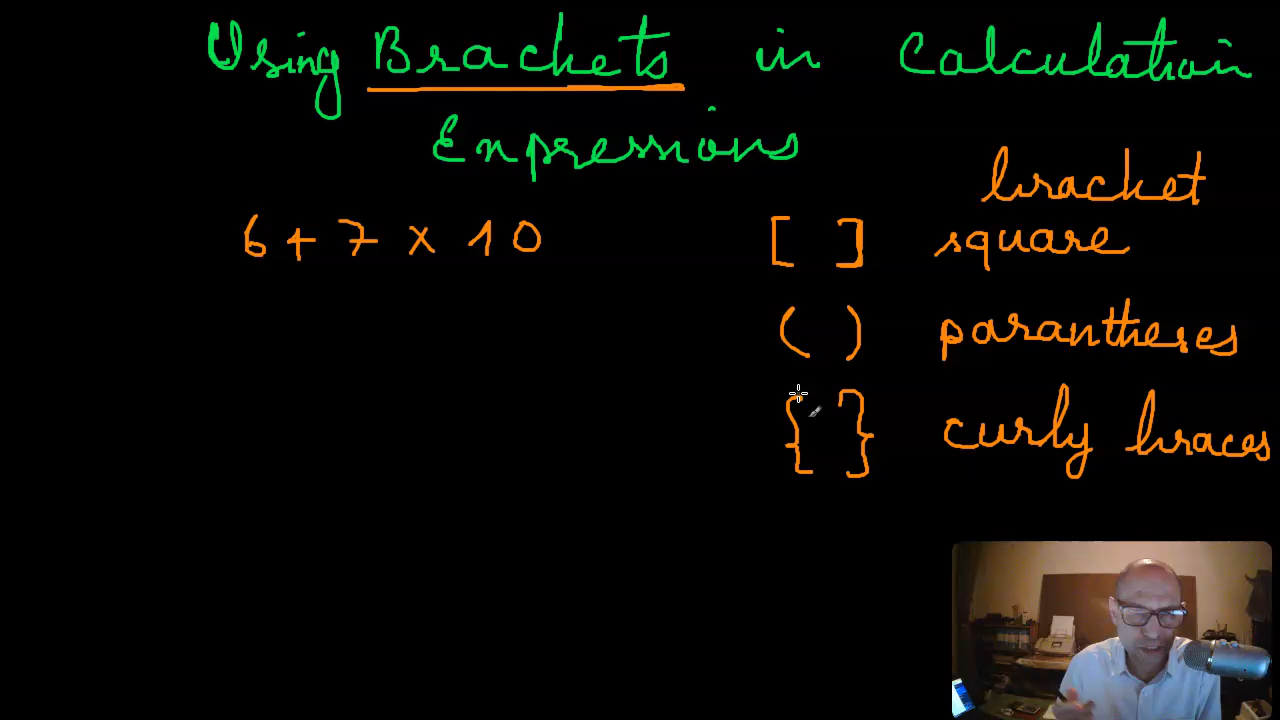 Using Brackets in Calculation
Expressions
bracket
6 + 7 x 10
[ ] square
( ) parantheses
{ } curly braces